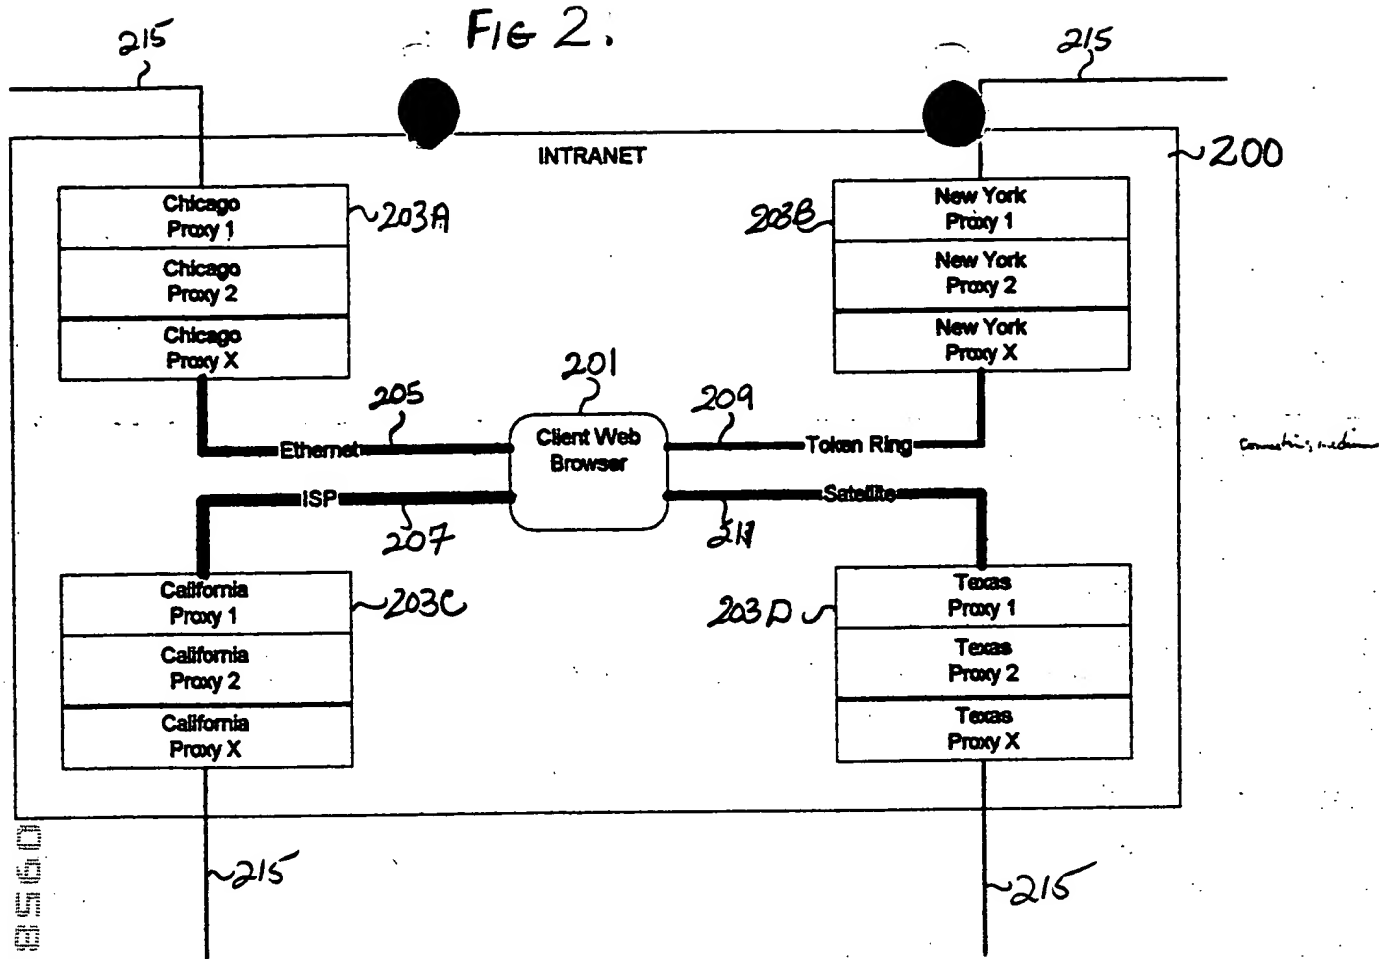 FIG 2.
215
215
INTRANET
200
Chicago
Proxy 1
203A
Chicago
Proxy 2
Chicago
Proxy X
203B
New York
Proxy 1
New York
Proxy 2
New York
Proxy X
201
205
209
Client Web
Browser
Ethernet
Token Ring
ISP
Satellite
207
211
California
Proxy 1
203C
California
Proxy 2
California
Proxy X
203D
Texas
Proxy 1
Texas
Proxy 2
Texas
Proxy X
215
215